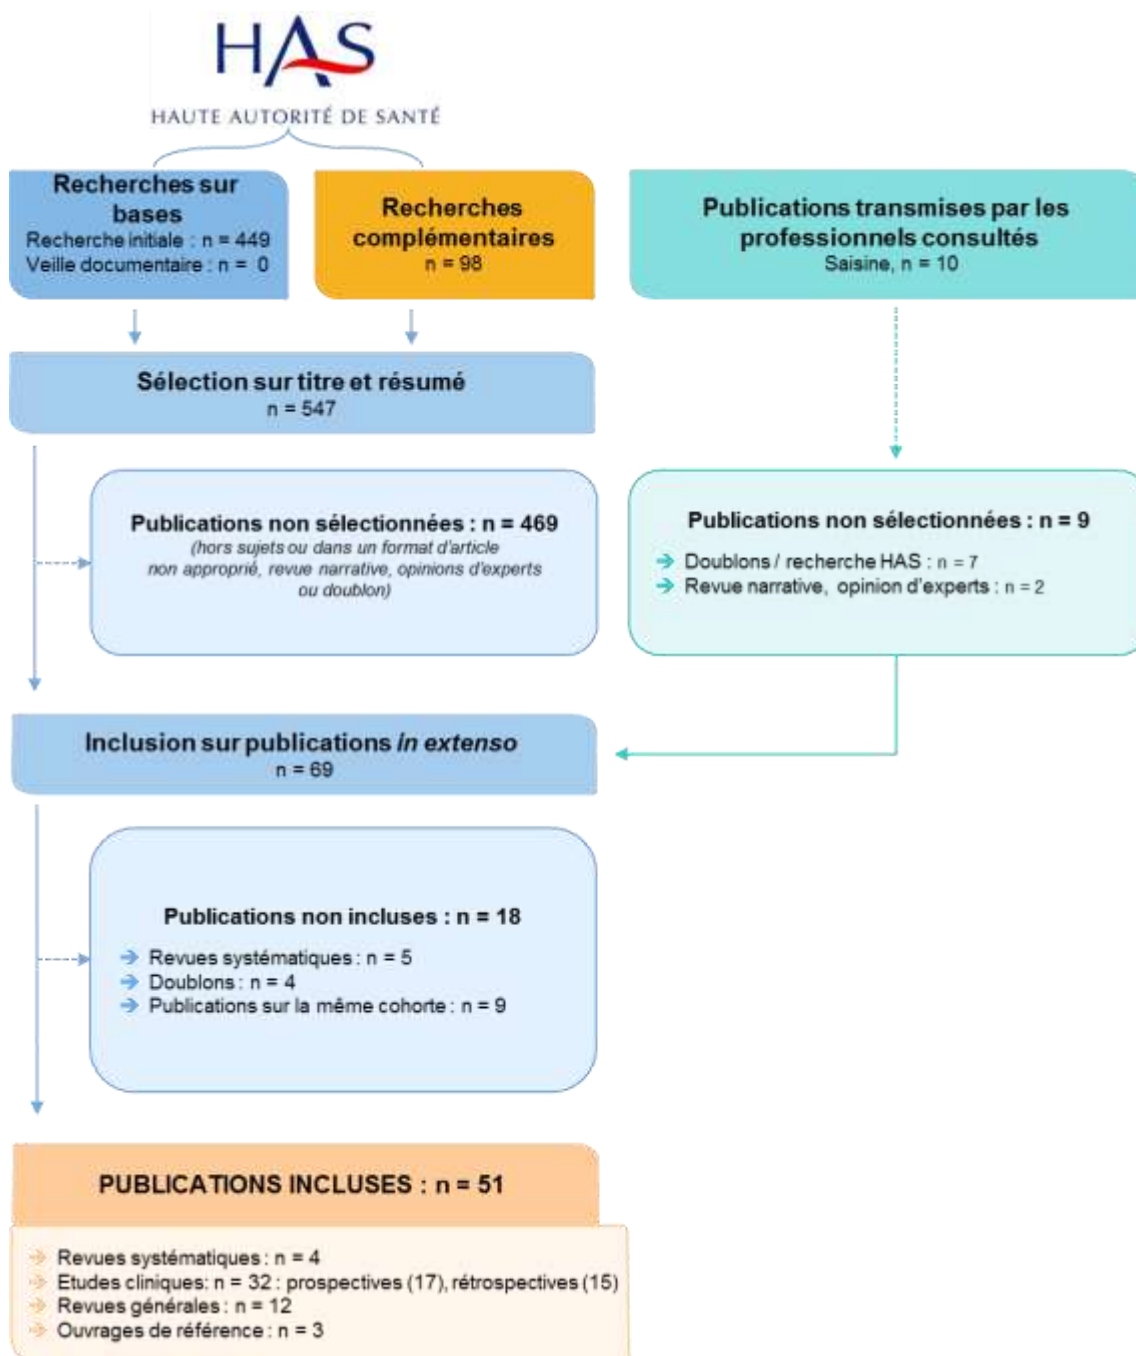 HAS
HAUTE AUTORITÉ DE SANTÉ
Recherches sur
bases
Recherche initiale : n = 449
Veille documentaire : n = 0
Recherches
complémentaires
n = 98
Publications transmises par les
professionnels consultés
Saisine, n = 10
Sélection sur titre et résumé
n = 547
Publications non sélectionnées : n = 469
(hors sujets ou dans un format d'article
non approprié, revue narrative, opinions d'experts
ou doublon)
Publications non sélectionnées : n = 9
Doublons / recherche HAS : n = 7
Revue narrative, opinion d'experts : n = 2
Inclusion sur publications in extenso
n = 69
Publications non incluses : n = 18
Revues systématiques : n = 5
Doublons : n = 4
Publications sur la même cohorte : n = 9
PUBLICATIONS INCLUSES : n = 51
Revues systématiques : n = 4
Etudes cliniques: n = 32 : prospectives (17), rétrospectives (15)
Revues générales : n = 12
Ouvrages de référence : n = 3